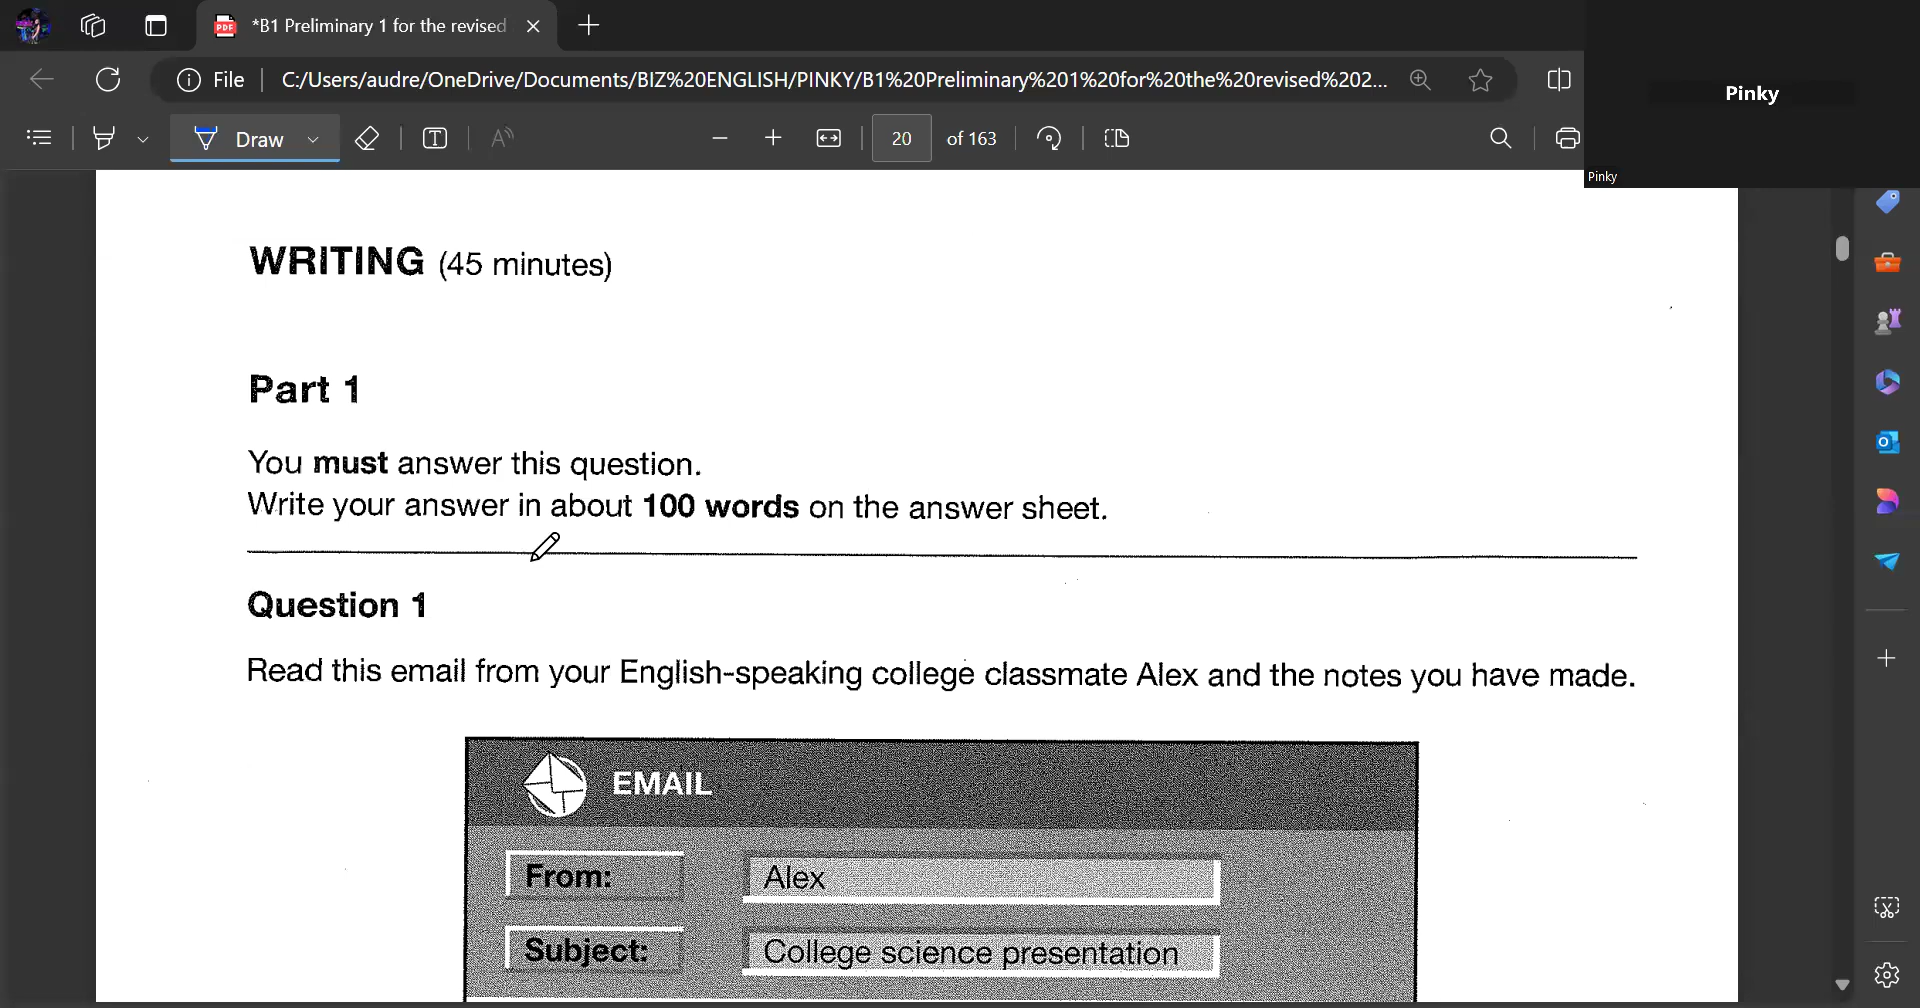 *B1 Preliminary 1 for the revised
File
C:/Users/audre/OneDrive/Documents/BIZ%20ENGLISH/PINKY/B1%20Preliminary%201%20for%20the%20revised%202...
Draw
20 of 163
Pinky
Pinky
WRITING (45 minutes)
Part 1
You must answer this question.
Write your answer in about 100 words on the answer sheet.
Question 1
Read this email from your English-speaking college classmate Alex and the notes you have made.
EMAIL
From: Alex
Subject: College science presentation